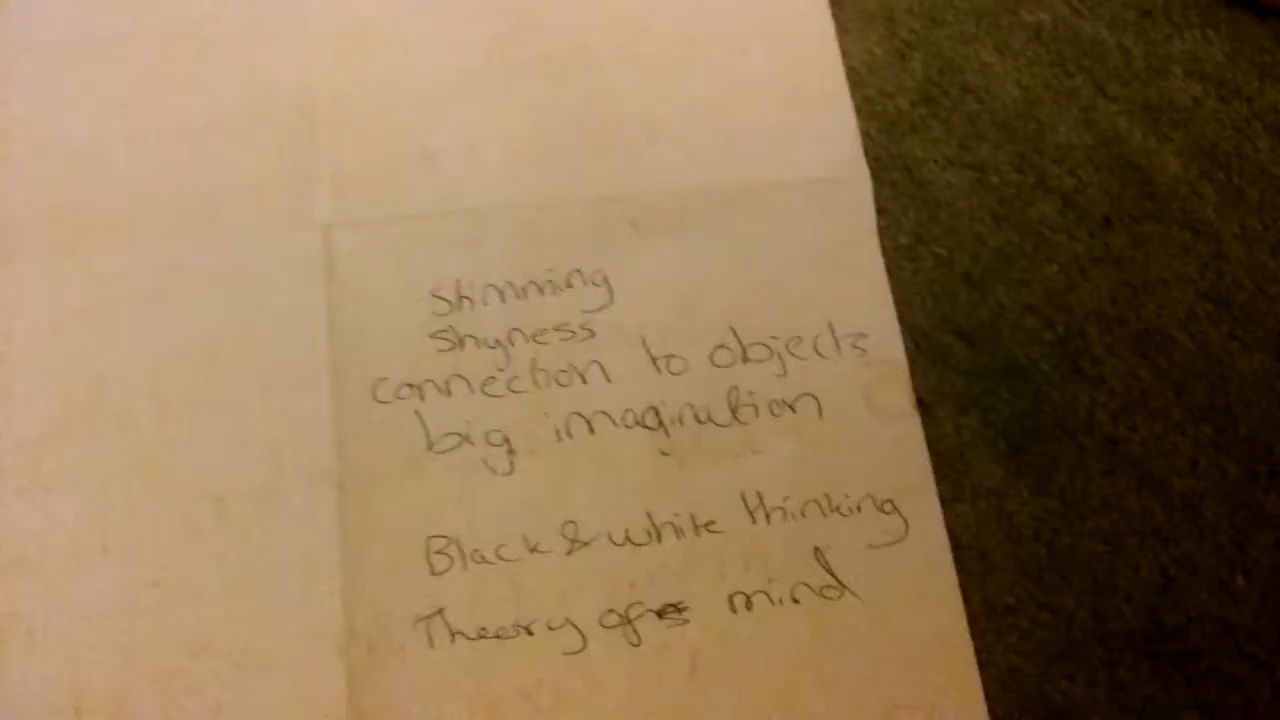 Stimming
shyness
connection to objects
big imagination
Black & white thinking
Theory of mind